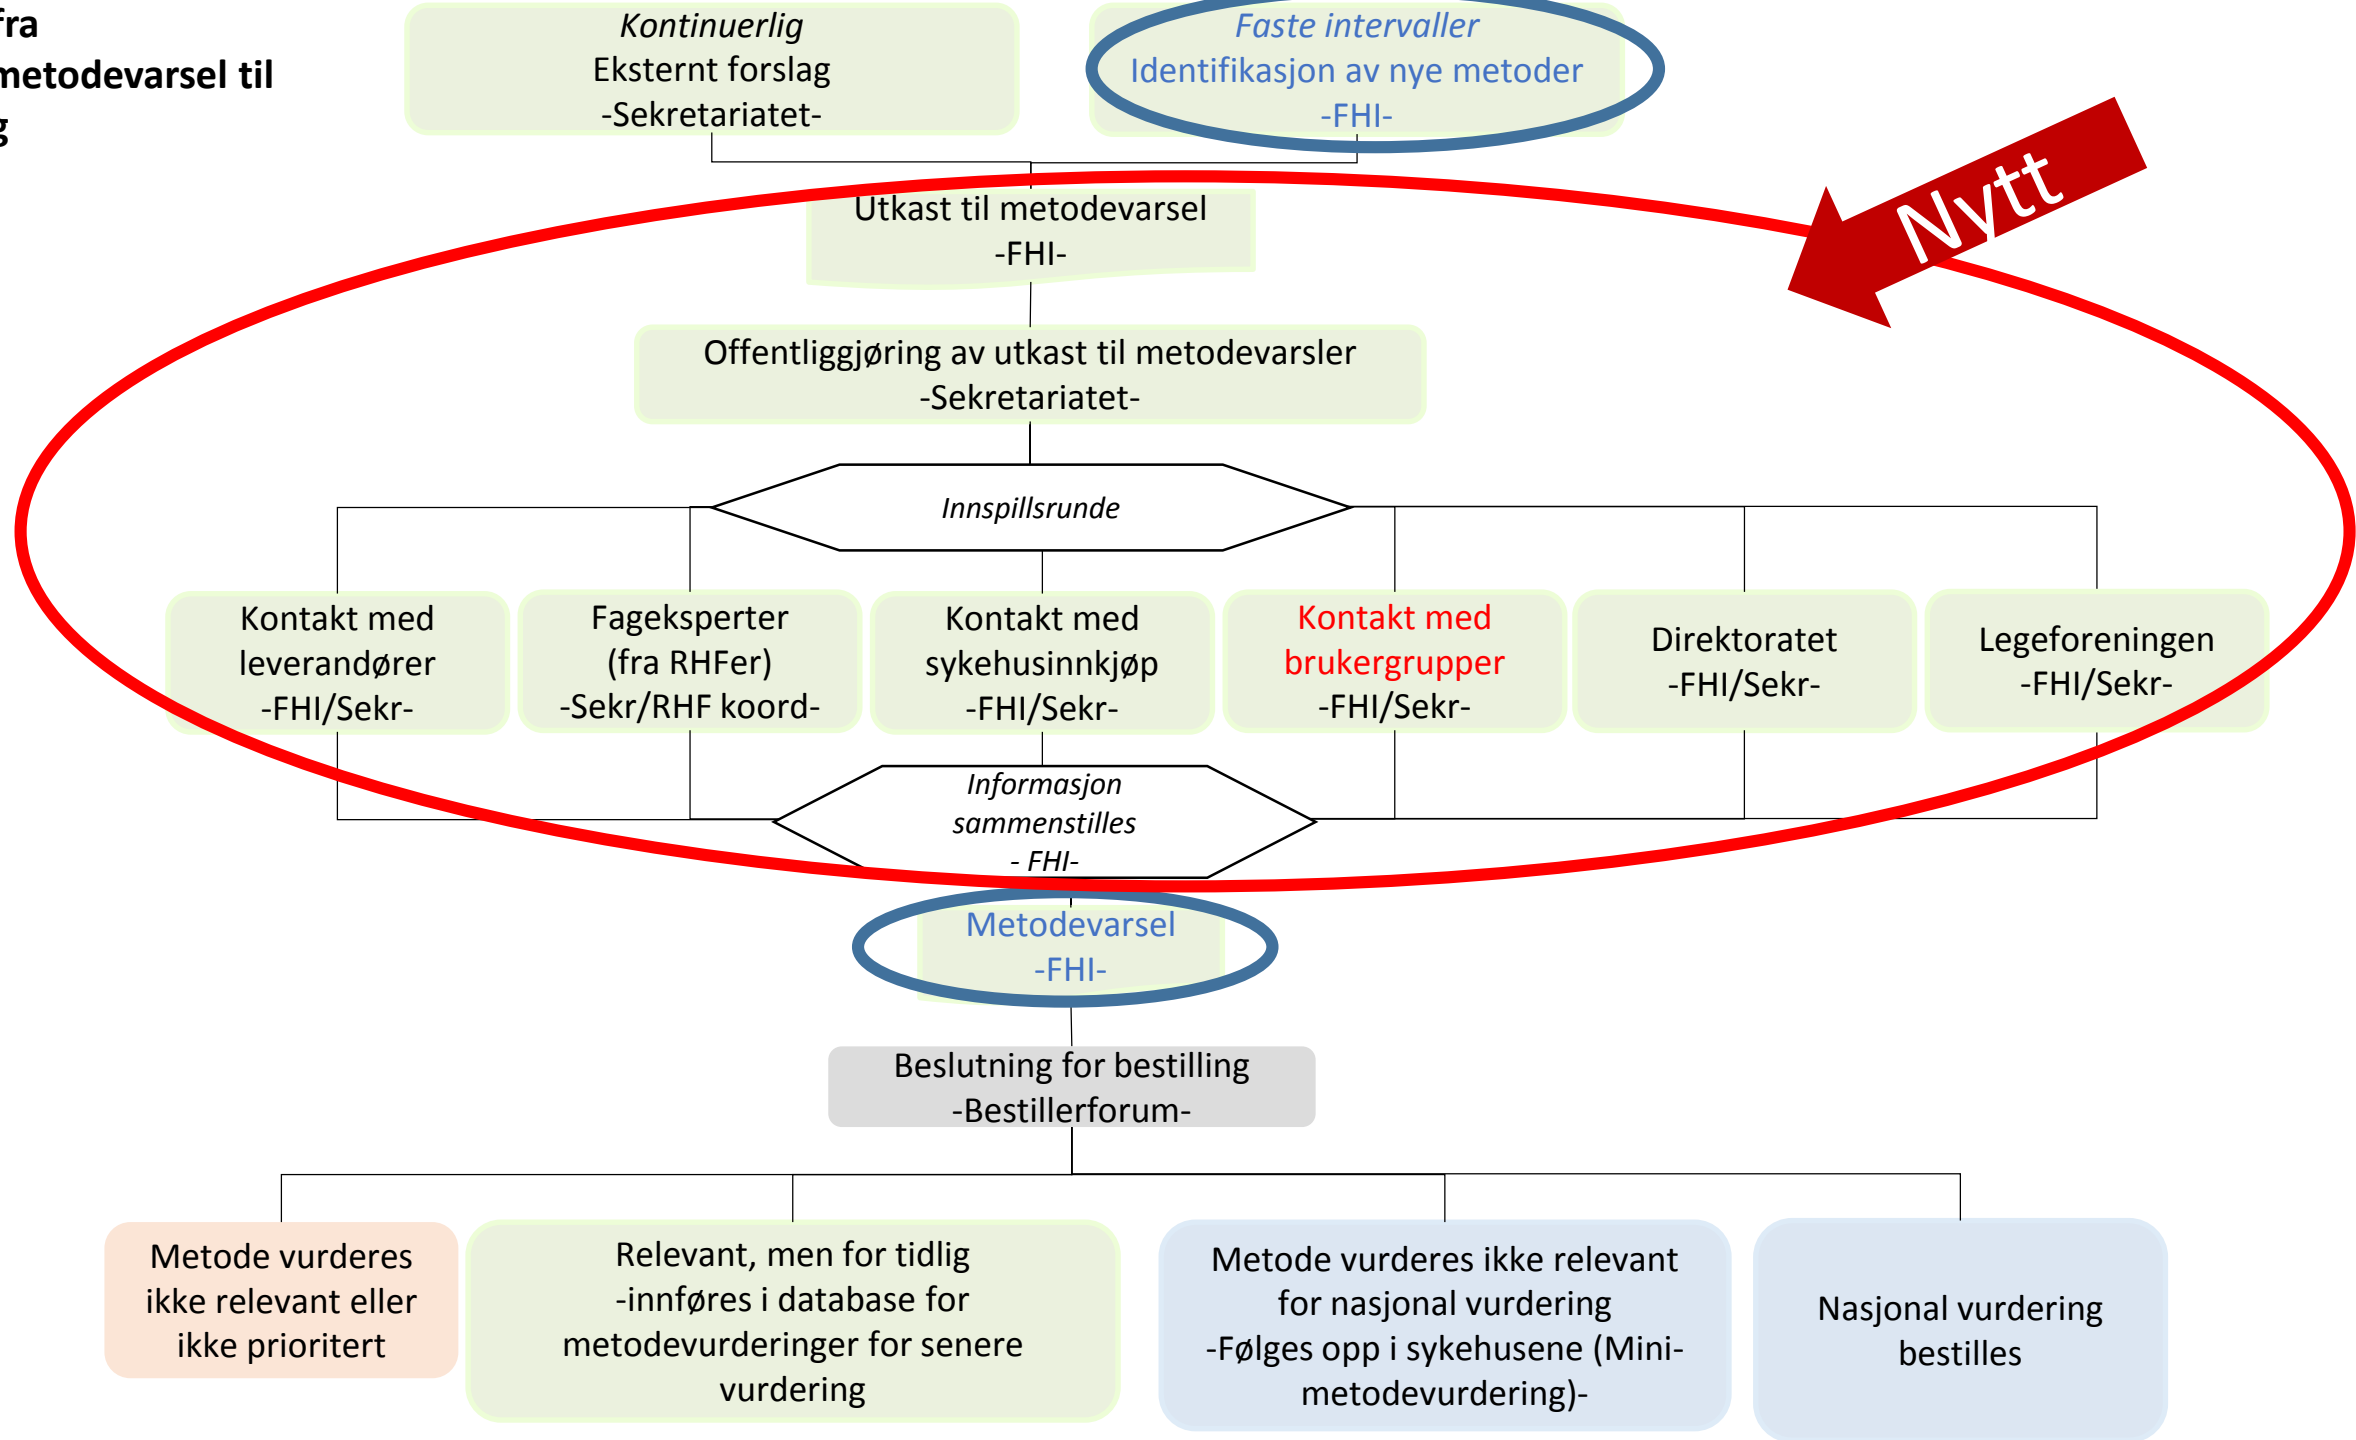 fra
metodevarsel til
g
Kontinuerlig
Eksternt forslag
-Sekretariatet-
Faste intervaller
Identifikasjon av nye metoder
-FHI-
Nytt
Utkast til metodevarsel
-FHI-
Offentliggjøring av utkast til metodevarsler
-Sekretariatet-
Innspillsrunde
Kontakt med
leverandører
-FHI/Sekr-
Fageksperter
(fra RHFer)
-Sekr/RHF koord-
Kontakt med
sykehusinnkjøp
-FHI/Sekr-
Kontakt med
brukergrupper
-FHI/Sekr-
Direktoratet
-FHI/Sekr-
Legeforeningen
-FHI/Sekr-
Informasjon
sammenstilles
- FHI-
Metodevarsel
-FHI-
Beslutning for bestilling
-Bestillerforum-
Metode vurderes
ikke relevant eller
ikke prioritert
Relevant, men for tidlig
-innføres i database for
metodevurderinger for senere
vurdering
Metode vurderes ikke relevant
for nasjonal vurdering
-Følges opp i sykehusene (Mini-
metodevurdering)-
Nasjonal vurdering
bestilles